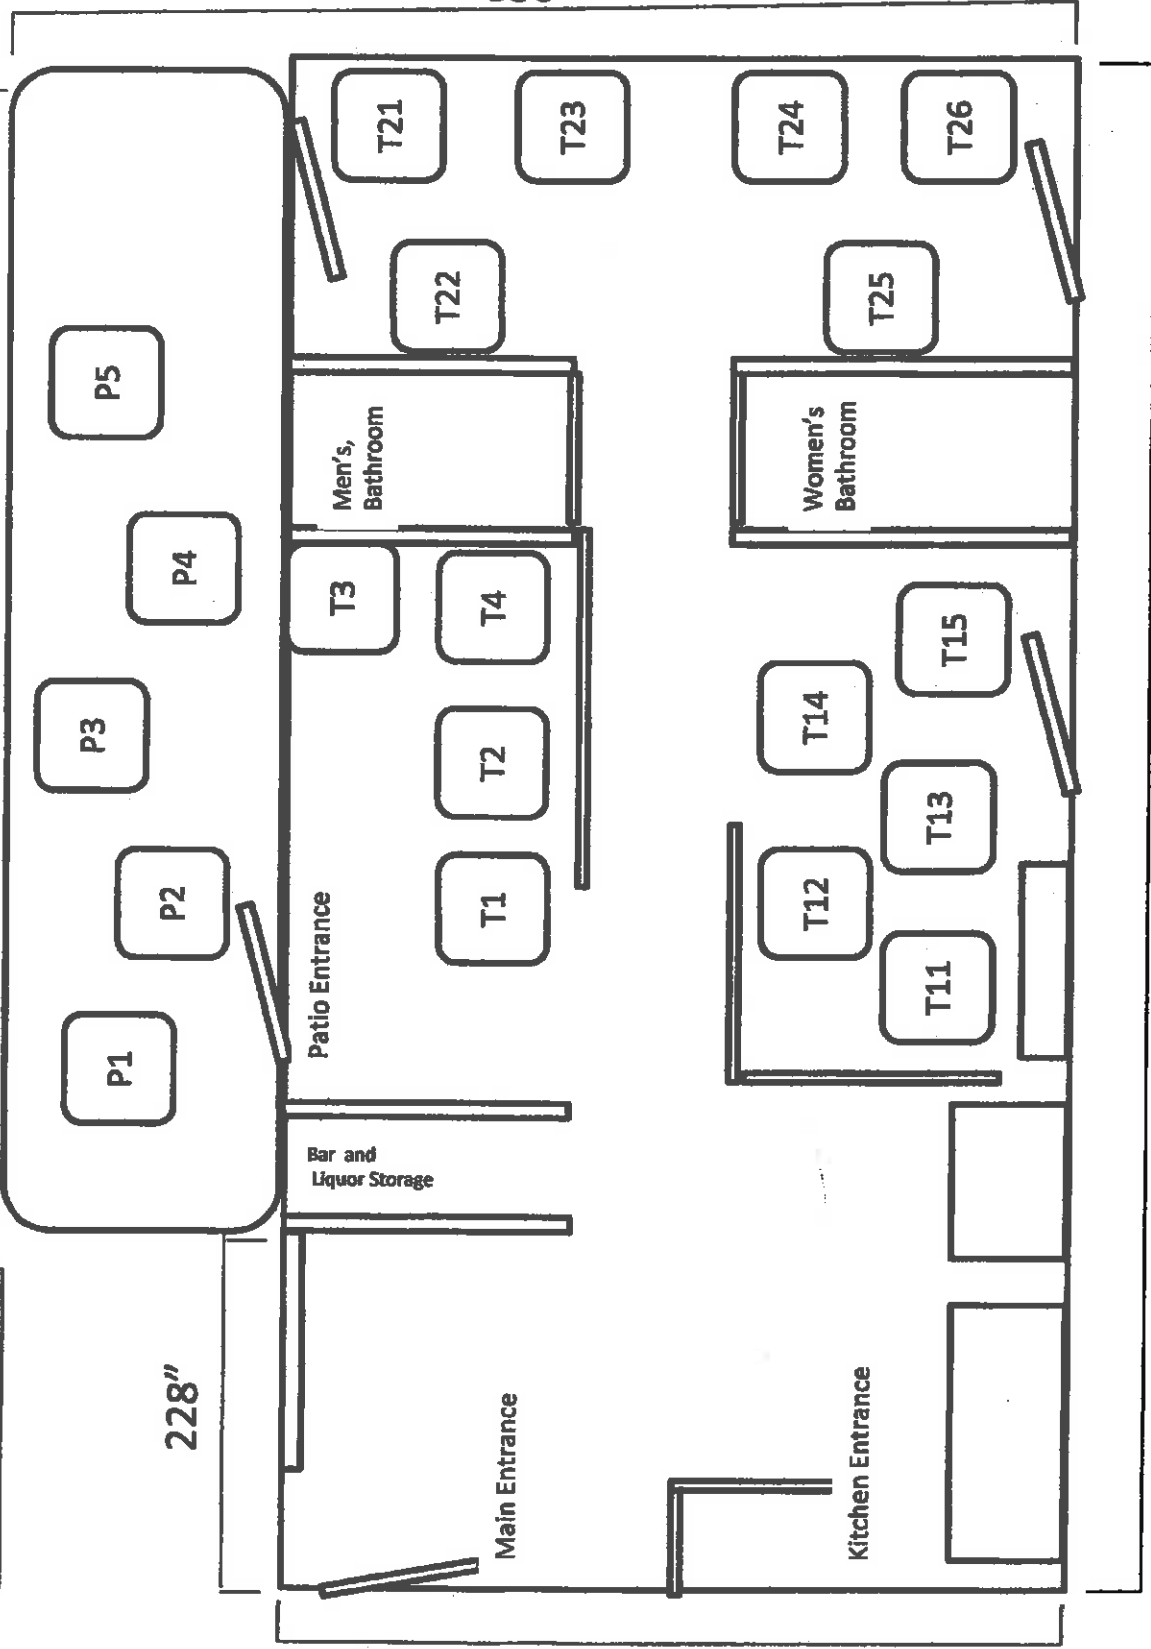 P1
P2
P3
P4
P5
228”
Patio Entrance
Bar and
Liquor Storage
Men’s,
Bathroom
T3
T21
T22
T1
T2
T4
Main Entrance
T23
T12
T14
Women’s
Bathroom
T24
T25
Kitchen Entrance
T11
T13
T15
T26